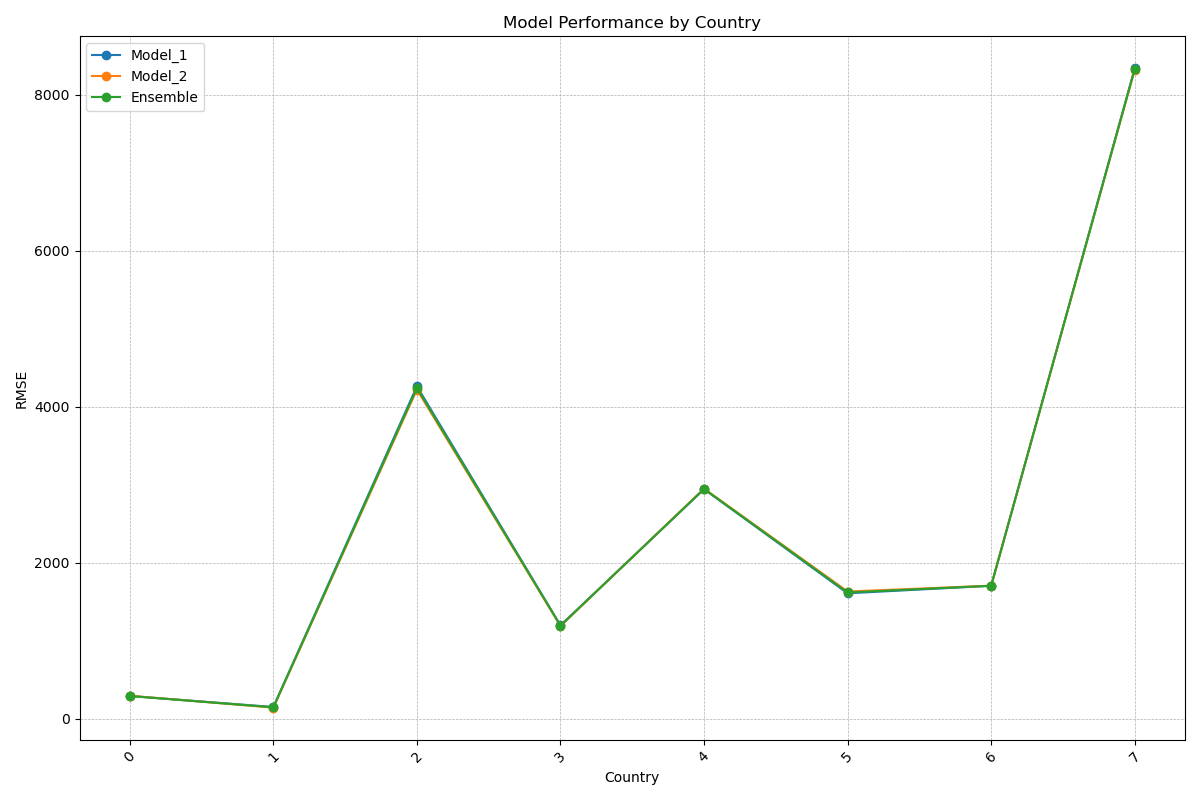 Model Performance by Country
Model_1
Model_2
Ensemble
8000
6000
4000
2000
0
RMSE
0 1 2 3 4 5 6 7
Country